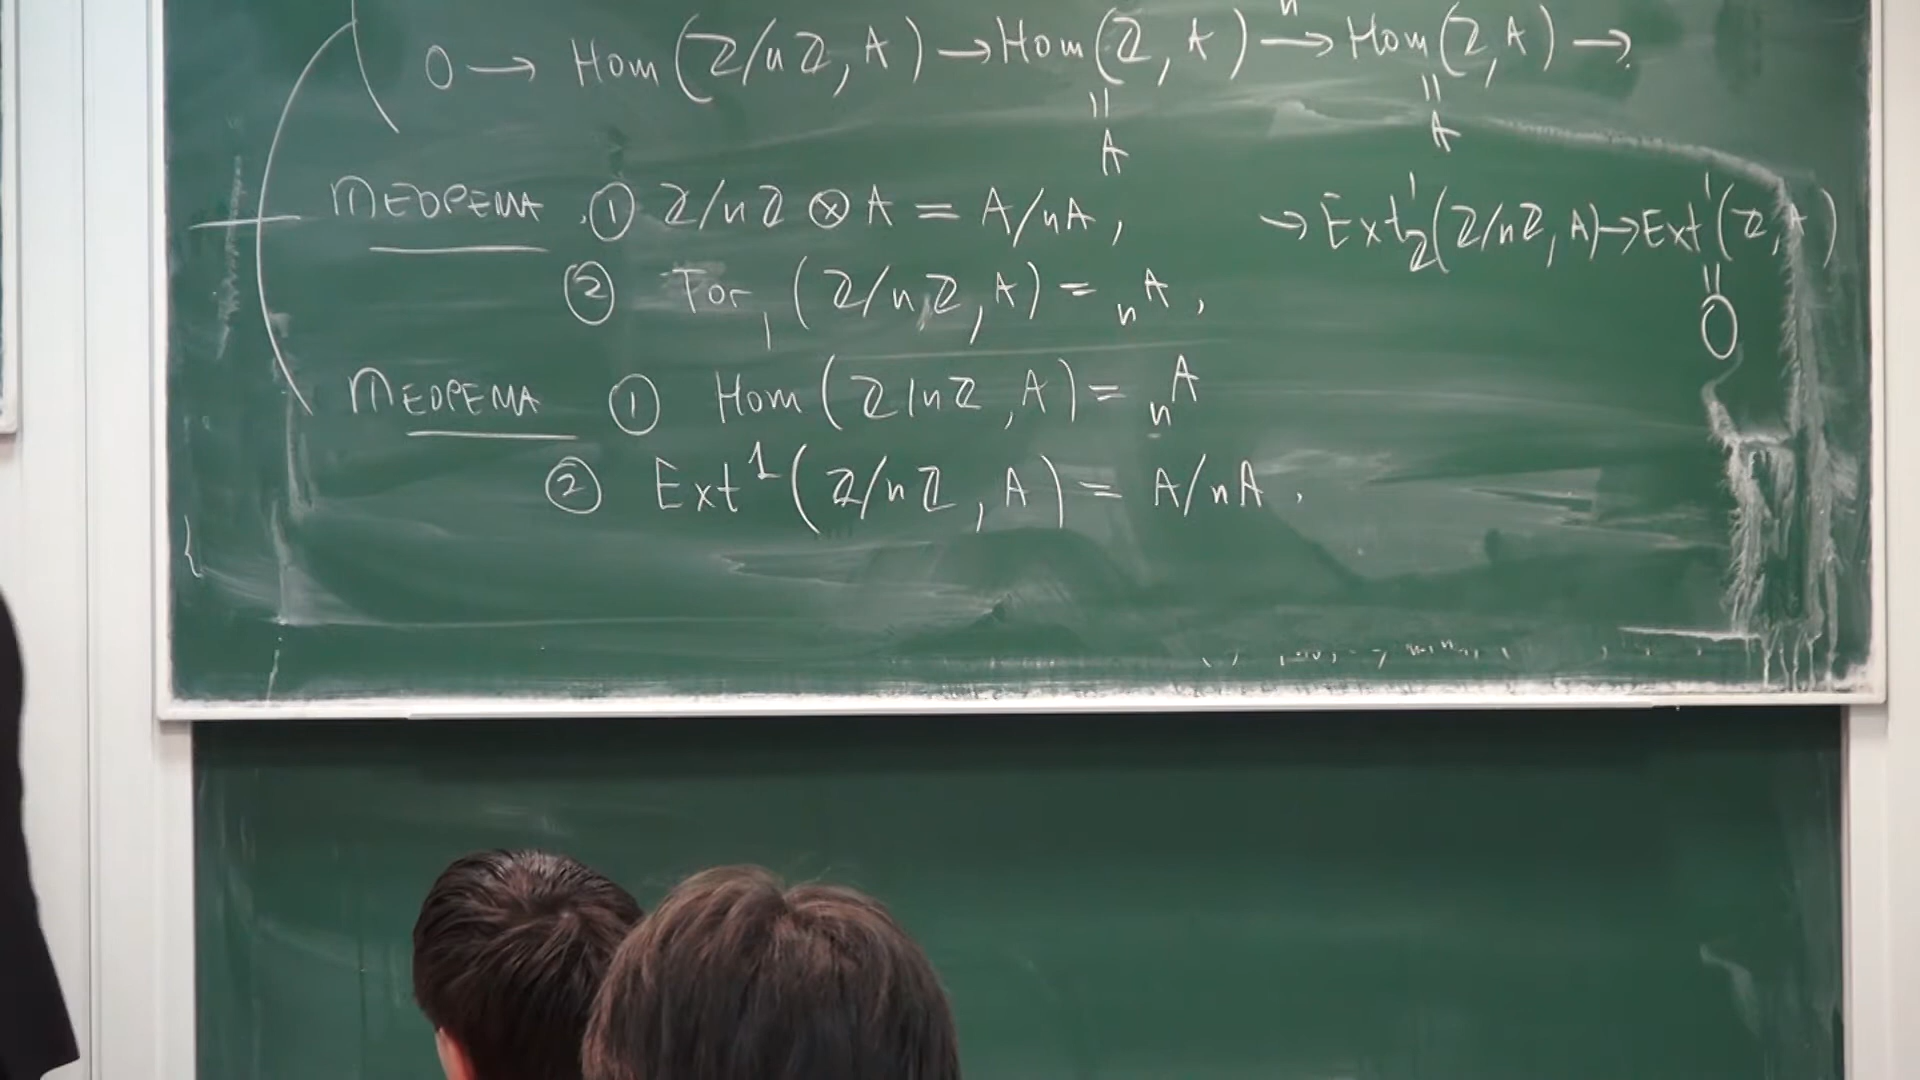 0 → Hom(ℤ/nℤ, A) → Hom(ℤ, A) →ⁿ Hom(ℤ, A) →
|| ||
A A
ТЕОРЕМА . ① ℤ/nℤ ⊗ A = A/nA ,
→ Ext¹_ℤ(ℤ/nℤ, A) → Ext¹(ℤ, A)
||
0
② Tor₁(ℤ/nℤ, A) = ₙA ,
ТЕОРЕМА ① Hom(ℤ/nℤ, A) = ₙA
② Ext¹(ℤ/nℤ, A) = A/nA .